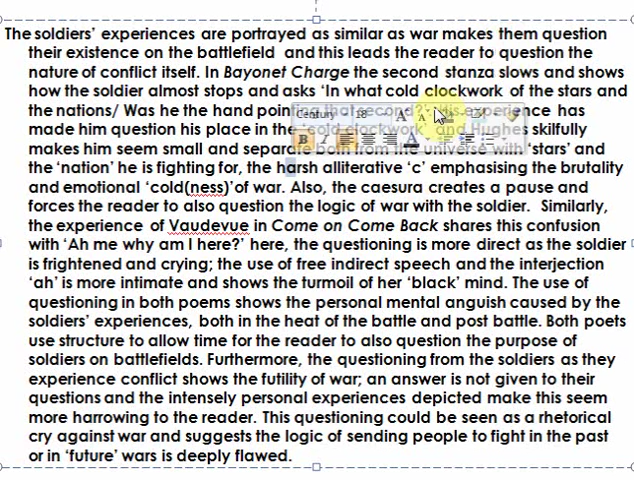 The soldiers' experiences are portrayed as similar as war makes them question
their existence on the battlefield and this leads the reader to question the
nature of conflict itself. In Bayonet Charge the second stanza slows and shows
how the soldier almost stops and asks 'In what cold clockwork of the stars and
the nations/ Was he the hand pointing that second?'. His experience has
Century 18 A A
made him question his place in the 'cold clockwork' and Hughes skilfully
B I A
makes him seem small and separate both from the universe with 'stars' and
the 'nation' he is fighting for, the harsh alliterative 'c' emphasising the brutality
and emotional 'cold(ness)'of war. Also, the caesura creates a pause and
forces the reader to also question the logic of war with the soldier. Similarly,
the experience of Vaudevue in Come on Come Back shares this confusion
with 'Ah me why am I here?' here, the questioning is more direct as the soldier
is frightened and crying; the use of free indirect speech and the interjection
'ah' is more intimate and shows the turmoil of her 'black' mind. The use of
questioning in both poems shows the personal mental anguish caused by the
soldiers' experiences, both in the heat of the battle and post battle. Both poets
use structure to allow time for the reader to also question the purpose of
soldiers on battlefields. Furthermore, the questioning from the soldiers as they
experience conflict shows the futility of war; an answer is not given to their
questions and the intensely personal experiences depicted make this seem
more harrowing to the reader. This questioning could be seen as a rhetorical
cry against war and suggests the logic of sending people to fight in the past
or in 'future' wars is deeply flawed.